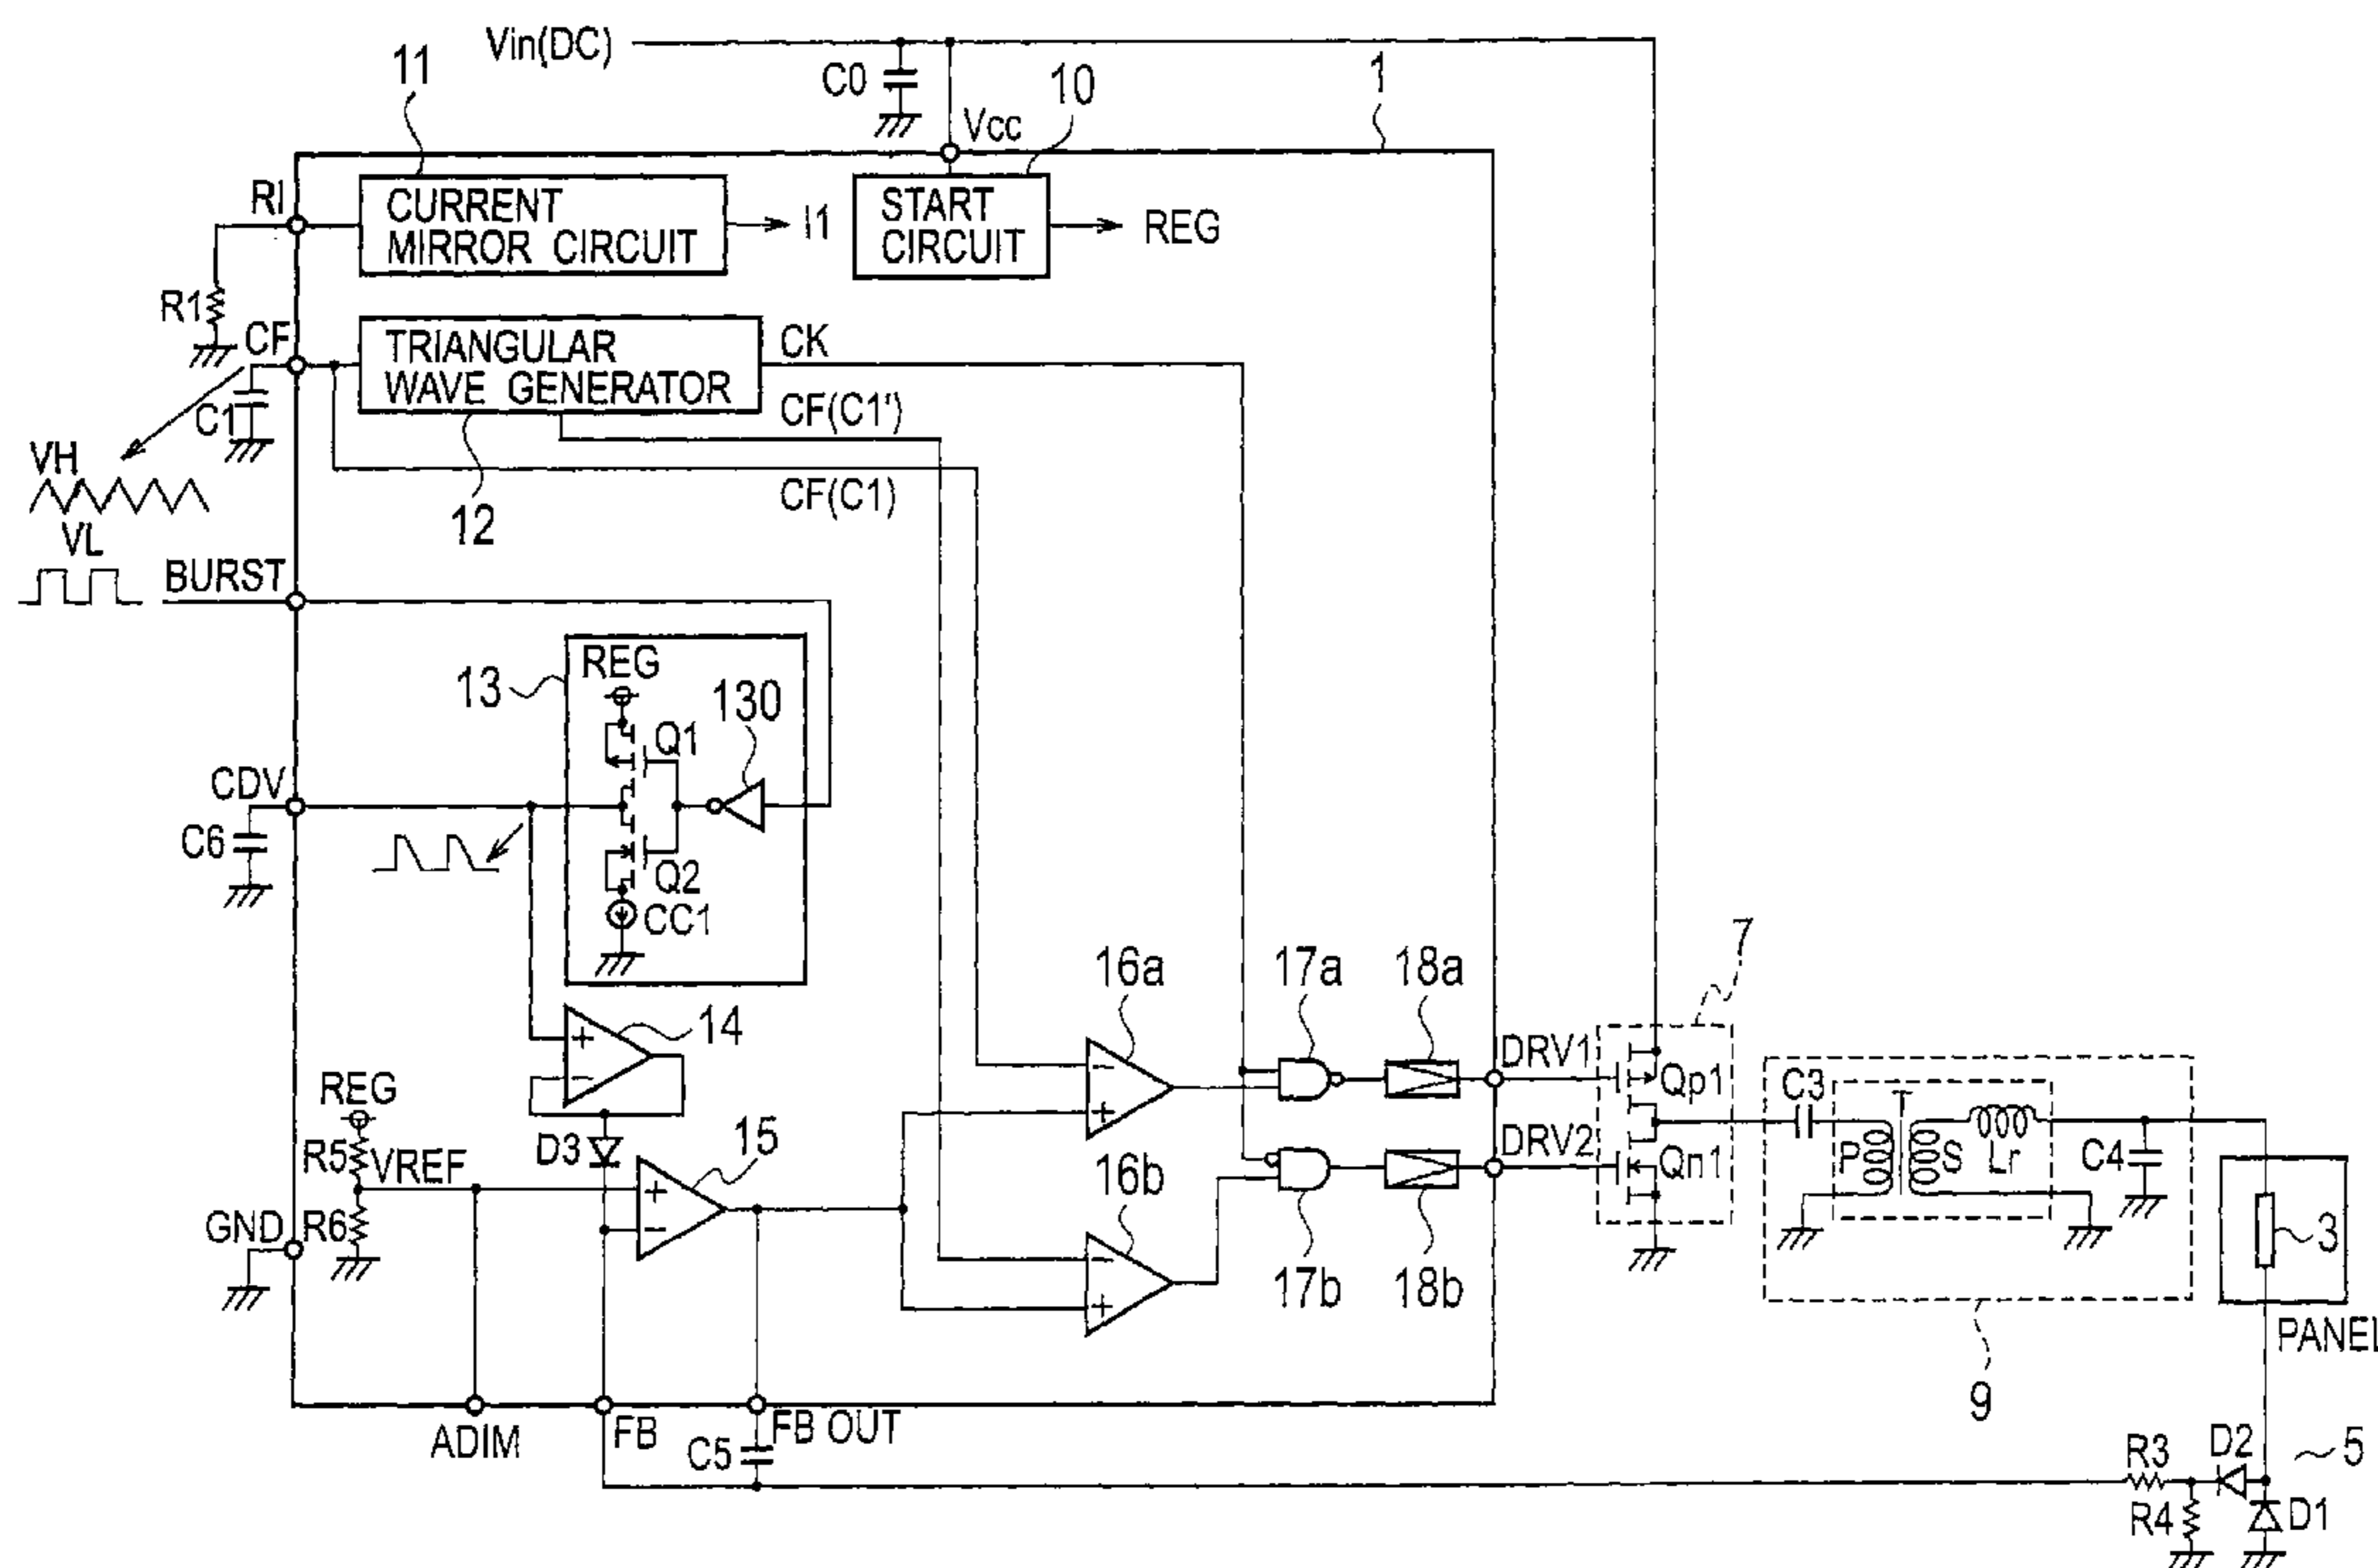 Vin(DC)
C0
11
10
1
Vcc
RI
CURRENT
MIRROR CIRCUIT
I1
START
CIRCUIT
REG
R1
CF
TRIANGULAR
WAVE GENERATOR
CK
C1
CF(C1')
VH
CF(C1)
12
VL
BURST
REG
13
130
Q1
CDV
C6
Q2
CC1
7
16a
17a
18a
14
DRV1
Qp1
C3
REG
D3
15
R5
VREF
16b
DRV2
Qn1
P
S
Lr
C4
GND
R6
17b
18b
3
PANEL
9
ADIM
FB
FB OUT
C5
R3
D2
5
R4
D1